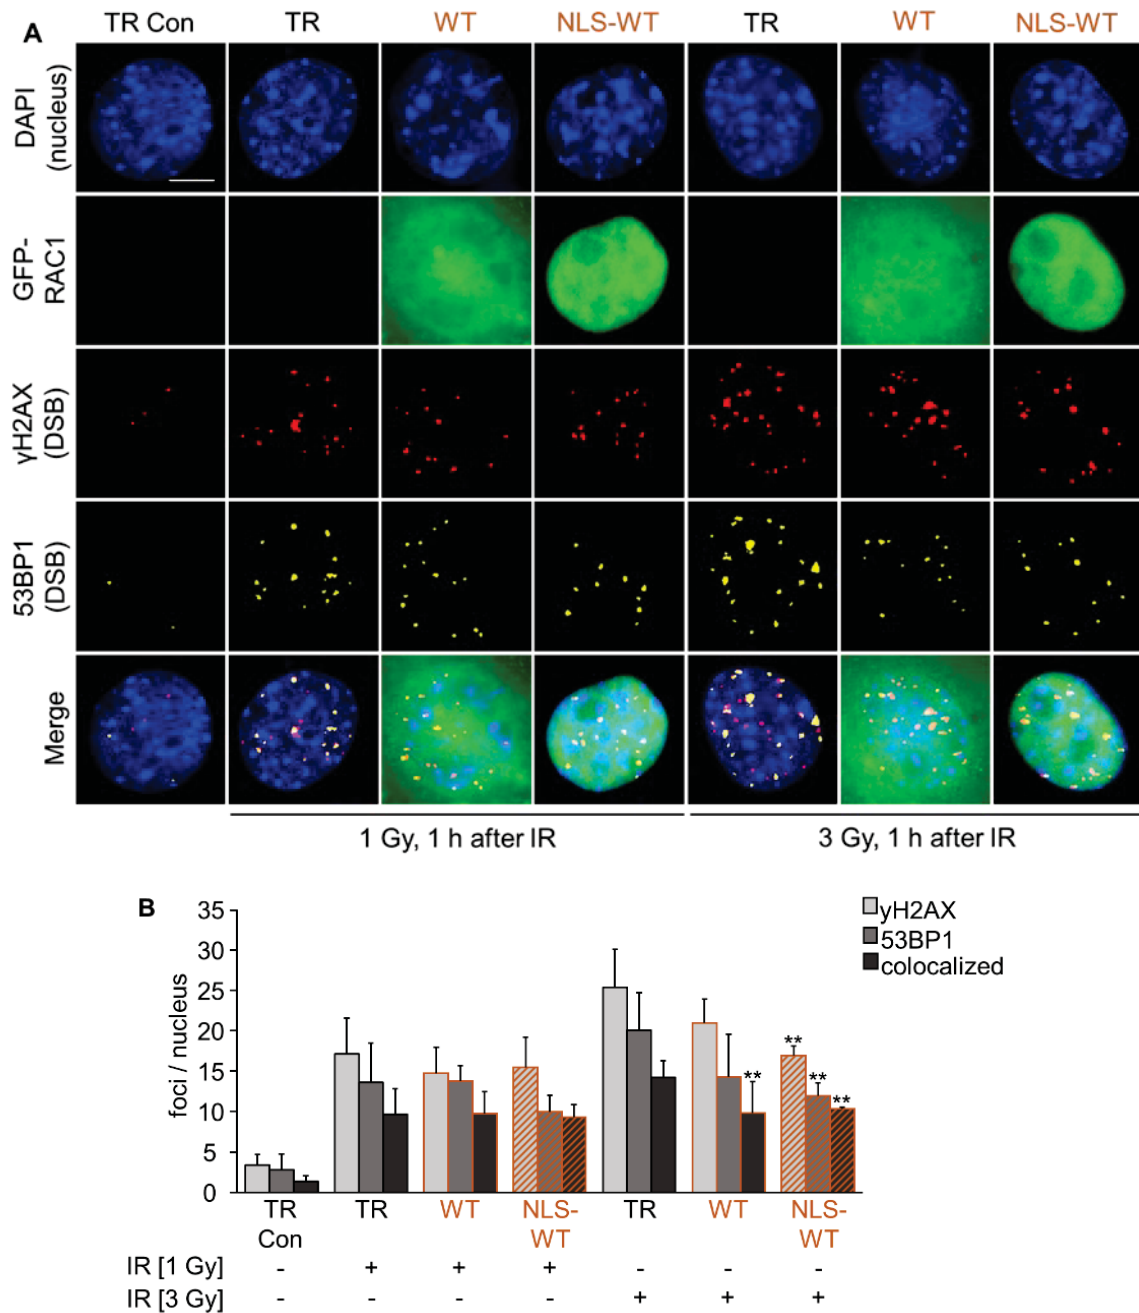 A
TR Con TR WT NLS-WT TR WT NLS-WT
DAPI
(nucleus)
GFP-
RAC1
yH2AX
(DSB)
53BP1
(DSB)
Merge
1 Gy, 1 h after IR 3 Gy, 1 h after IR
B
yH2AX
53BP1
colocalized
foci / nucleus
35
30
25
20
15
10
5
0
** ** ** **
TR Con TR WT NLS-WT TR WT NLS-WT
IR [1 Gy] - + + + - - -
IR [3 Gy] - - - - + + +